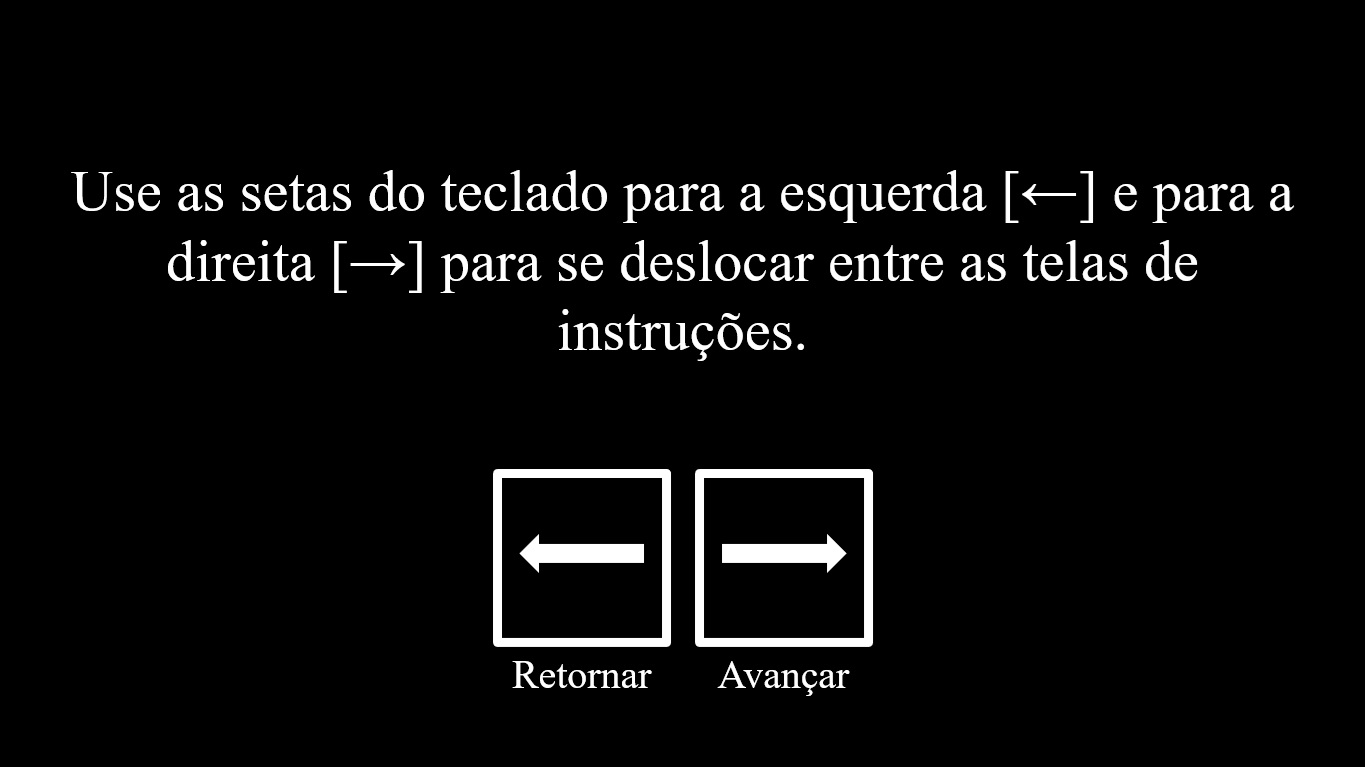 Use as setas do teclado para a esquerda [←] e para a
direita [→] para se deslocar entre as telas de
instruções.
Retornar Avançar